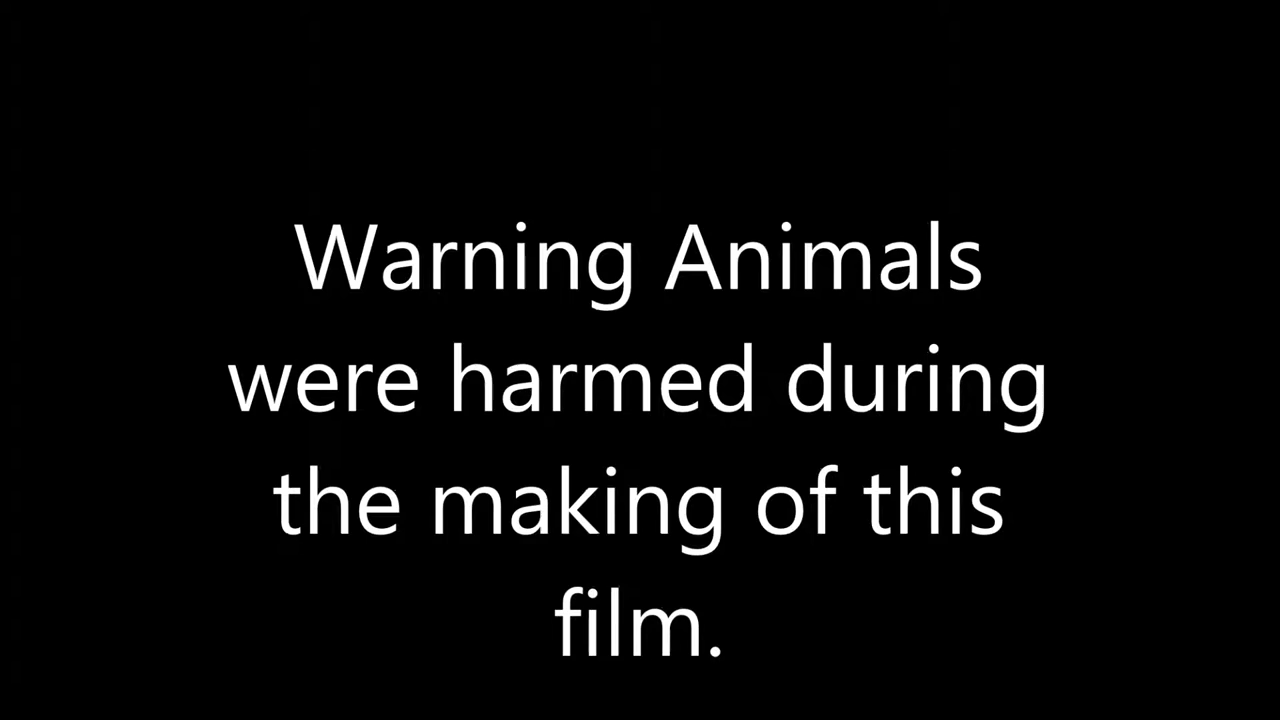 Warning Animals
were harmed during
the making of this
film.